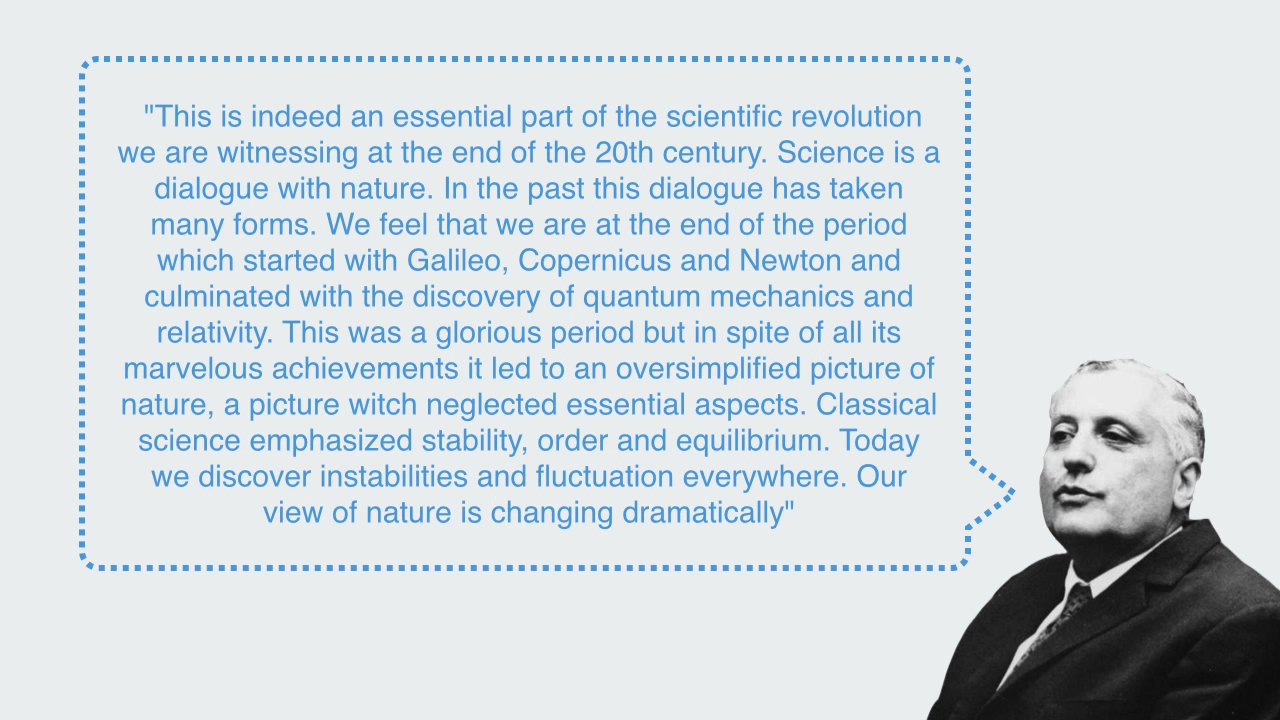 "This is indeed an essential part of the scientific revolution
we are witnessing at the end of the 20th century. Science is a
dialogue with nature. In the past this dialogue has taken
many forms. We feel that we are at the end of the period
which started with Galileo, Copernicus and Newton and
culminated with the discovery of quantum mechanics and
relativity. This was a glorious period but in spite of all its
marvelous achievements it led to an oversimplified picture of
nature, a picture witch neglected essential aspects. Classical
science emphasized stability, order and equilibrium. Today
we discover instabilities and fluctuation everywhere. Our
view of nature is changing dramatically"